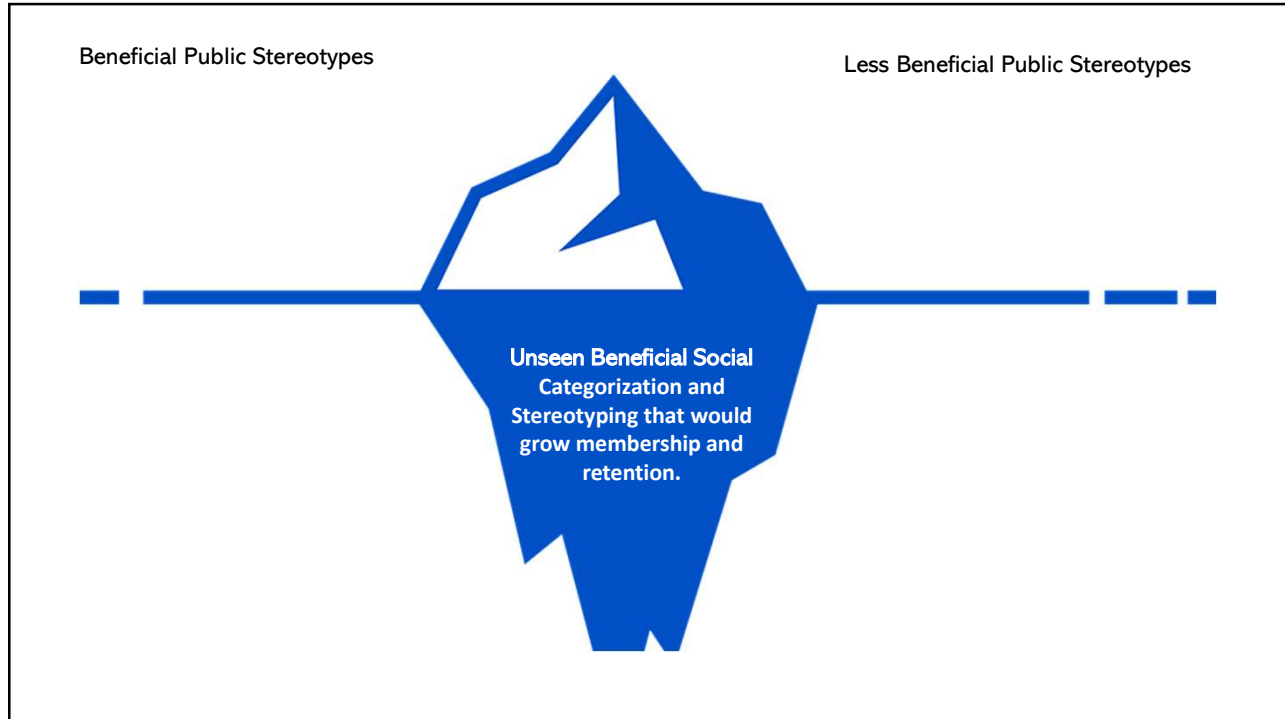 Beneficial Public Stereotypes
Less Beneficial Public Stereotypes
Unseen Beneficial Social
Categorization and
Stereotyping that would
grow membership and
retention.